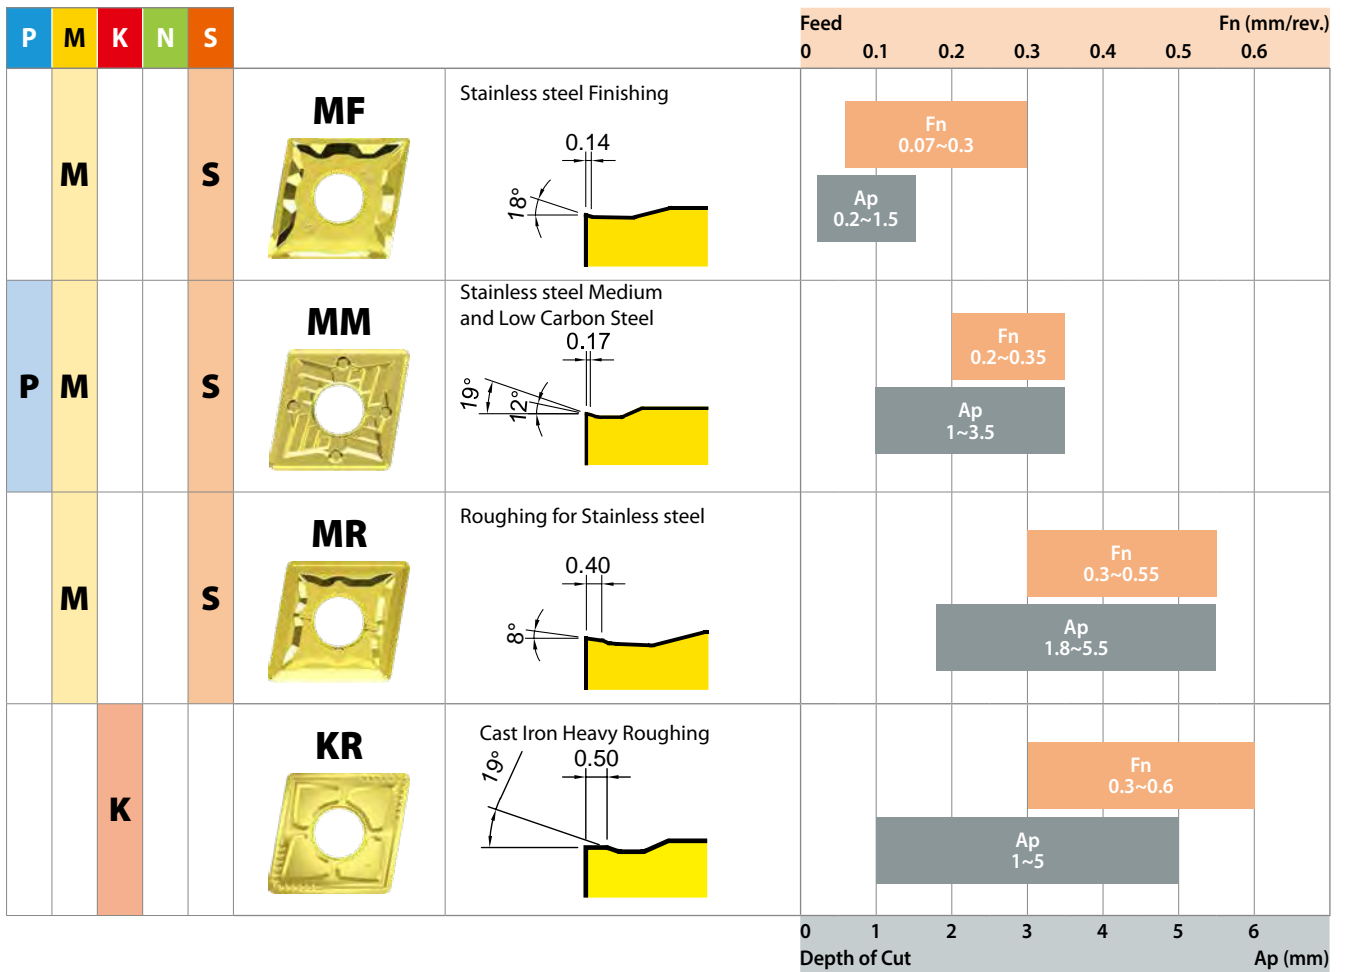 P M K N S
Feed Fn (mm/rev.)
0 0.1 0.2 0.3 0.4 0.5 0.6
M S
MF
Stainless steel Finishing
0.14
18°
Fn
0.07~0.3
Ap
0.2~1.5
P M S
MM
Stainless steel Medium
and Low Carbon Steel
0.17
19°
12°
Fn
0.2~0.35
Ap
1~3.5
M S
MR
Roughing for Stainless steel
0.40
8°
Fn
0.3~0.55
Ap
1.8~5.5
K
KR
Cast Iron Heavy Roughing
0.50
19°
Fn
0.3~0.6
Ap
1~5
0 1 2 3 4 5 6
Depth of Cut Ap (mm)